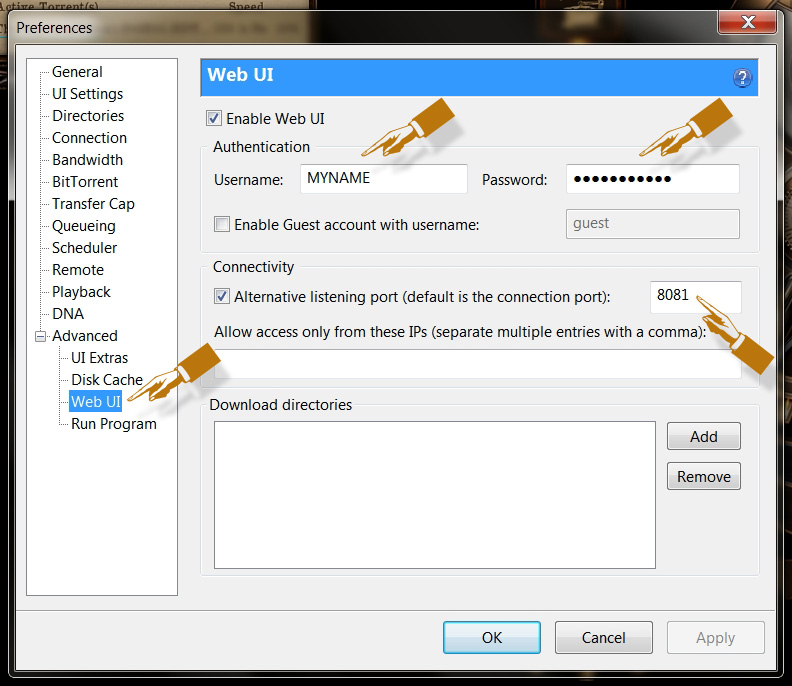 Active Torrent(s) Speed
Preferences
General
UI Settings
Directories
Connection
Bandwidth
BitTorrent
Transfer Cap
Queueing
Scheduler
Remote
Playback
DNA
Advanced
UI Extras
Disk Cache
Web UI
Run Program
Web UI
?
Enable Web UI
Authentication
Username: MYNAME Password: ●●●●●●●●●●●
Enable Guest account with username: guest
Connectivity
Alternative listening port (default is the connection port): 8081
Allow access only from these IPs (separate multiple entries with a comma):
Download directories
Add
Remove
OK Cancel Apply